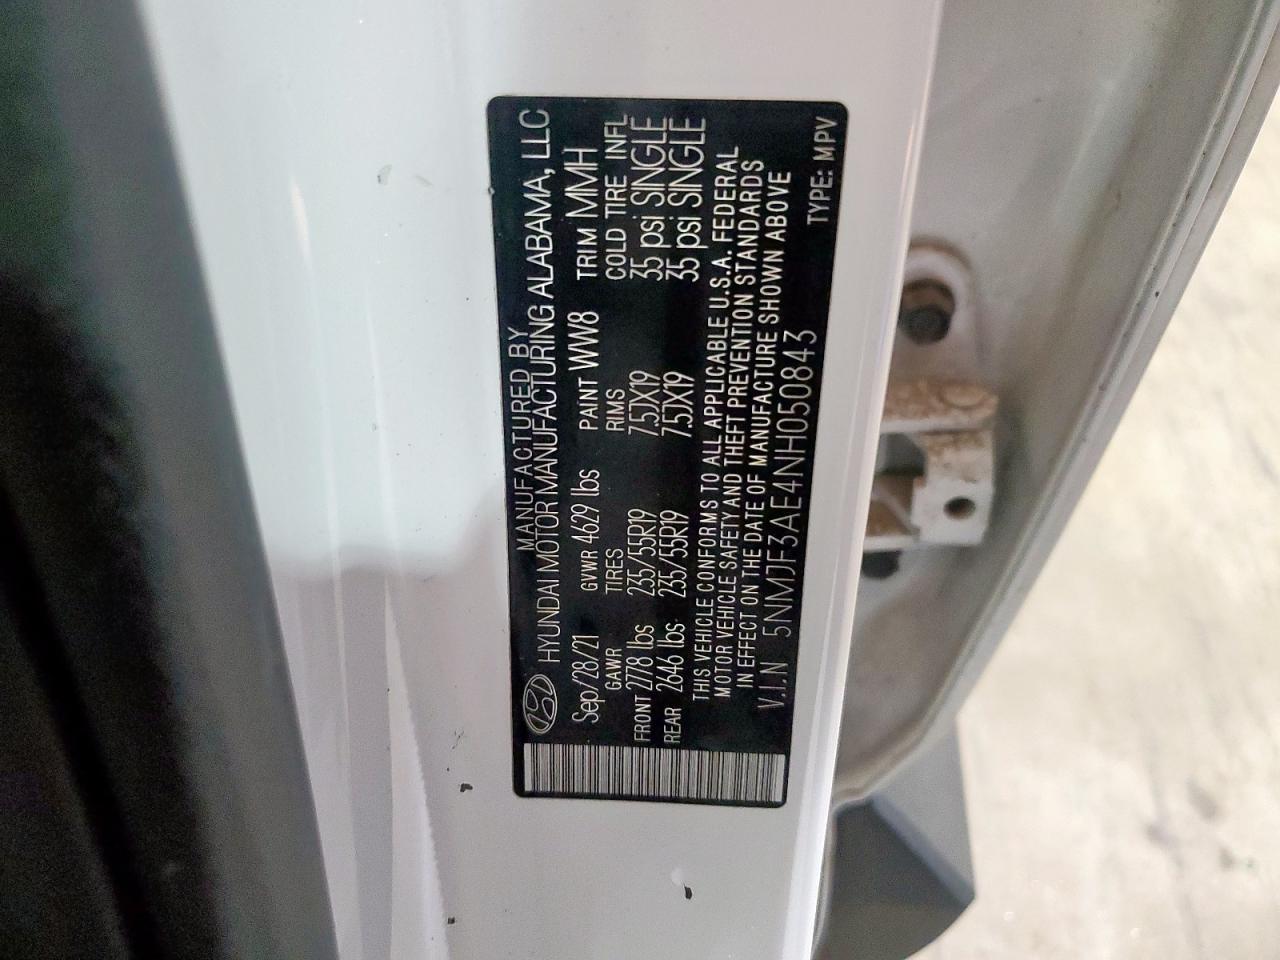 MANUFACTURED BY
HYUNDAI MOTOR MANUFACTURING ALABAMA, LLC
Sep/28/21 GVWR 4629 lbs PAINT WW8 TRIM MMH
GAWR TIRES RIMS COLD TIRE INFL
FRONT 2778 lbs 235/55R19 7.5JX19 35 psi SINGLE
REAR 2646 lbs 235/55R19 7.5JX19 35 psi SINGLE
THIS VEHICLE CONFORMS TO ALL APPLICABLE U.S.A. FEDERAL
MOTOR VEHICLE SAFETY AND THEFT PREVENTION STANDARDS
IN EFFECT ON THE DATE OF MANUFACTURE SHOWN ABOVE
V.I.N 5NMJF3AE4NH050843 TYPE: MPV